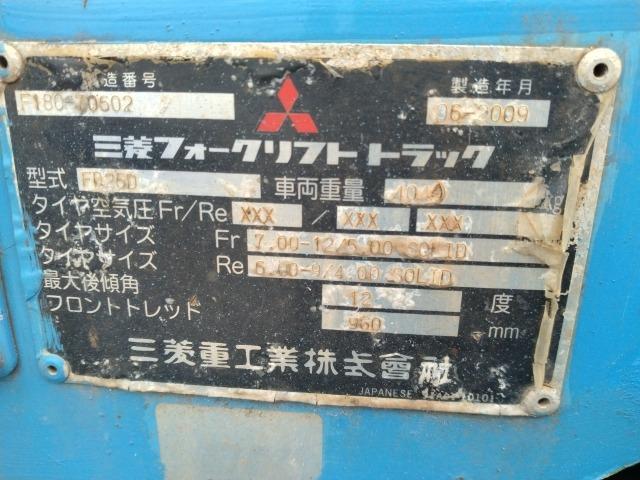 造番号 製造年月
F18C-70602 06-2009
三菱フォークリフトトラック
型式 FD25D 車両重量 kg
タイヤ空気圧 Fr/Re XXX / XXX XXX
タイヤサイズ Fr 7.00-12/5.00 SOLID
タイヤサイズ Re 6.00-9/4.00 SOLID
最大後傾角 12 度
フロントトレッド 960 mm
三菱重工業株式會社
JAPANESE